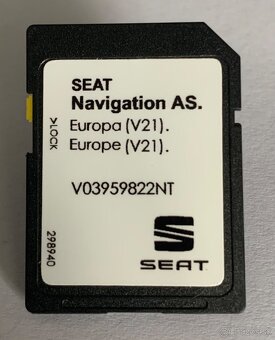 SEAT
Navigation AS.
Europa (V21).
Europe (V21).
>LOCK
V03959822NT
298940
SEAT